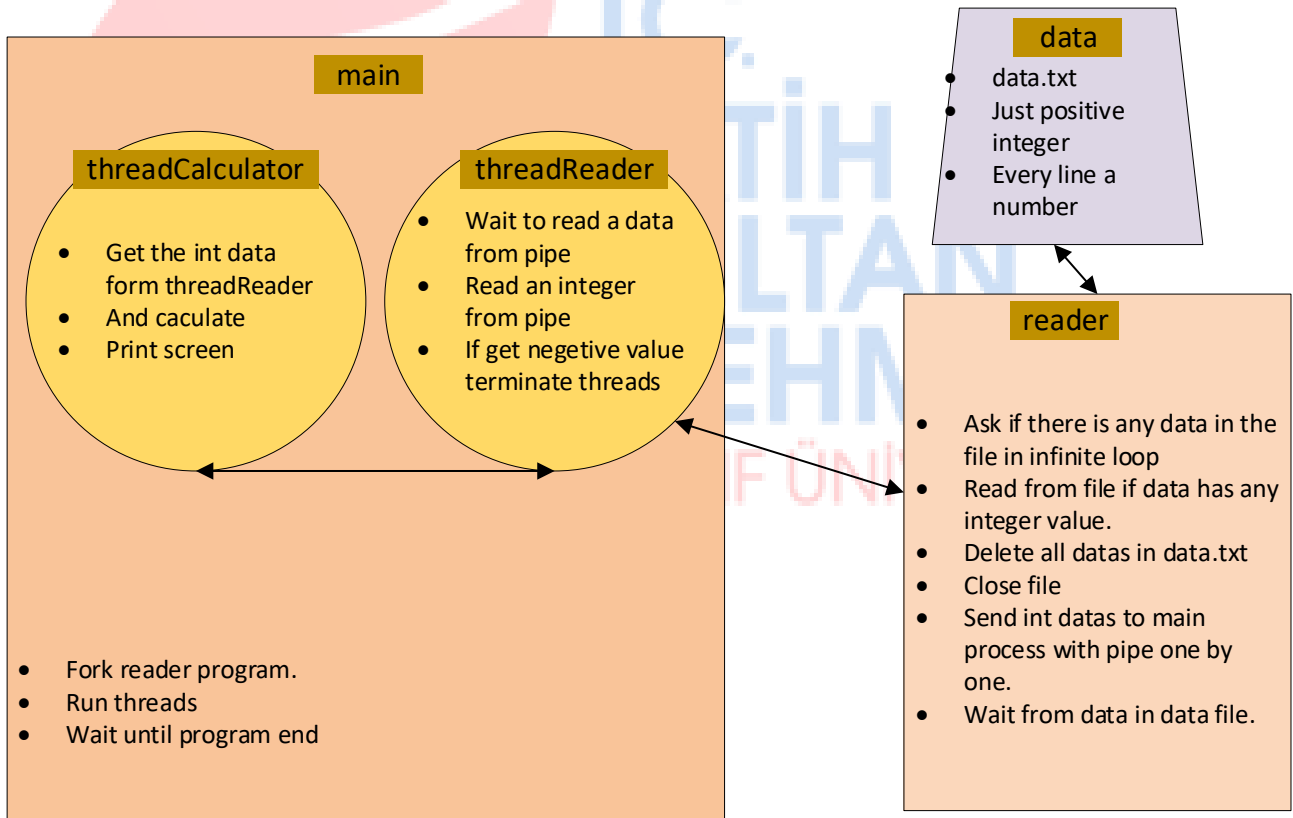 main
threadCalculator
• Get the int data
form threadReader
• And caculate
• Print screen
threadReader
• Wait to read a data
from pipe
• Read an integer
from pipe
• If get negetive value
terminate threads
• Fork reader program.
• Run threads
• Wait until program end
data
• data.txt
• Just positive
integer
• Every line a
number
reader
• Ask if there is any data in the
file in infinite loop
• Read from file if data has any
integer value.
• Delete all datas in data.txt
• Close file
• Send int datas to main
process with pipe one by
one.
• Wait from data in data file.